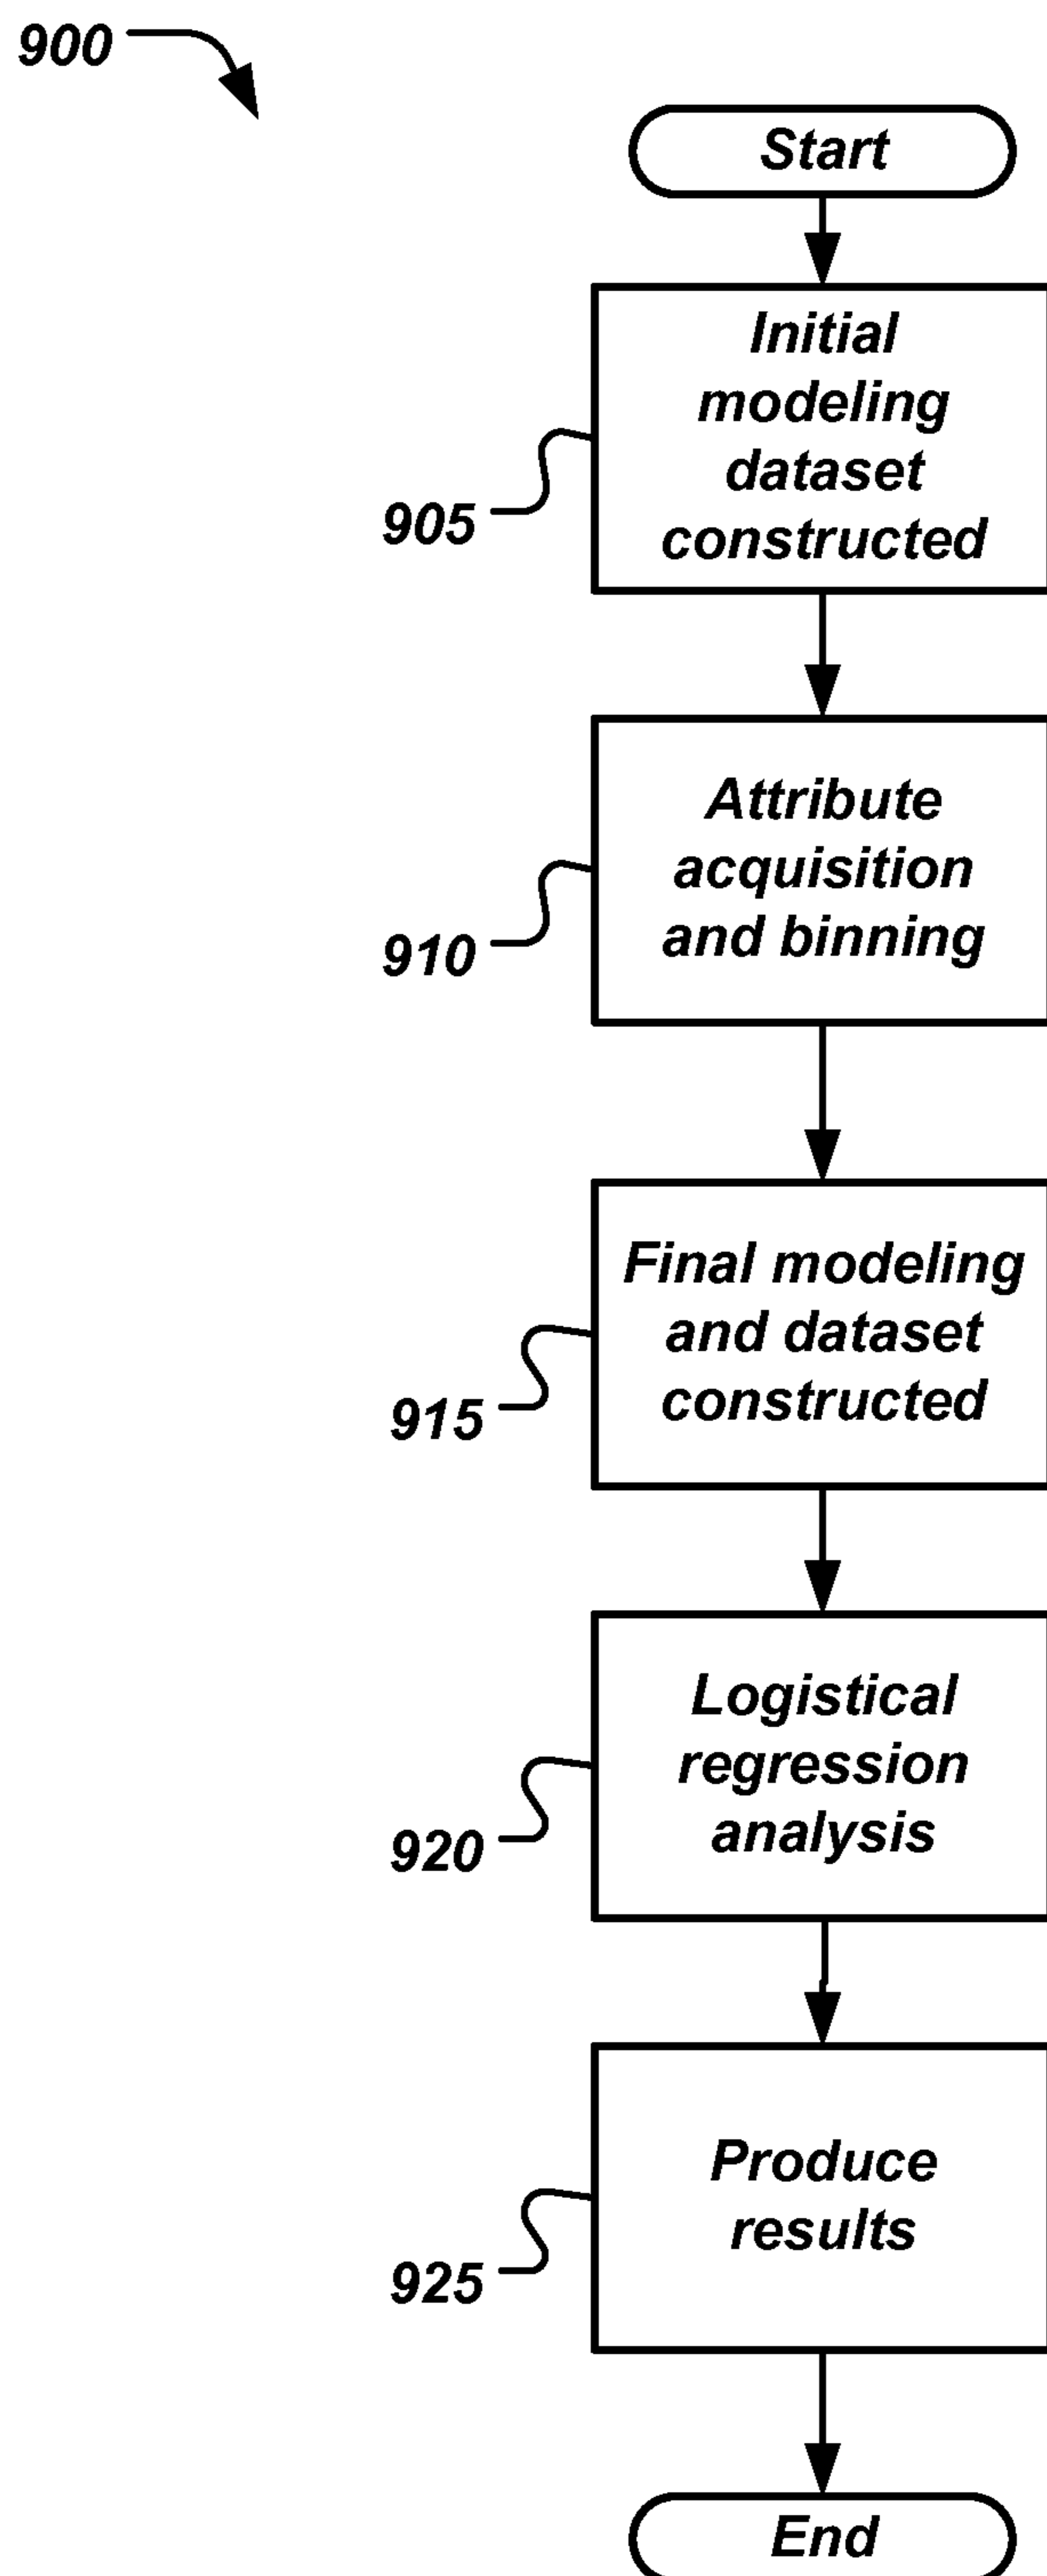 900
Start
Initial
modeling
dataset
constructed
905
Attribute
acquisition
and binning
910
Final modeling
and dataset
constructed
915
Logistical
regression
analysis
920
Produce
results
925
End